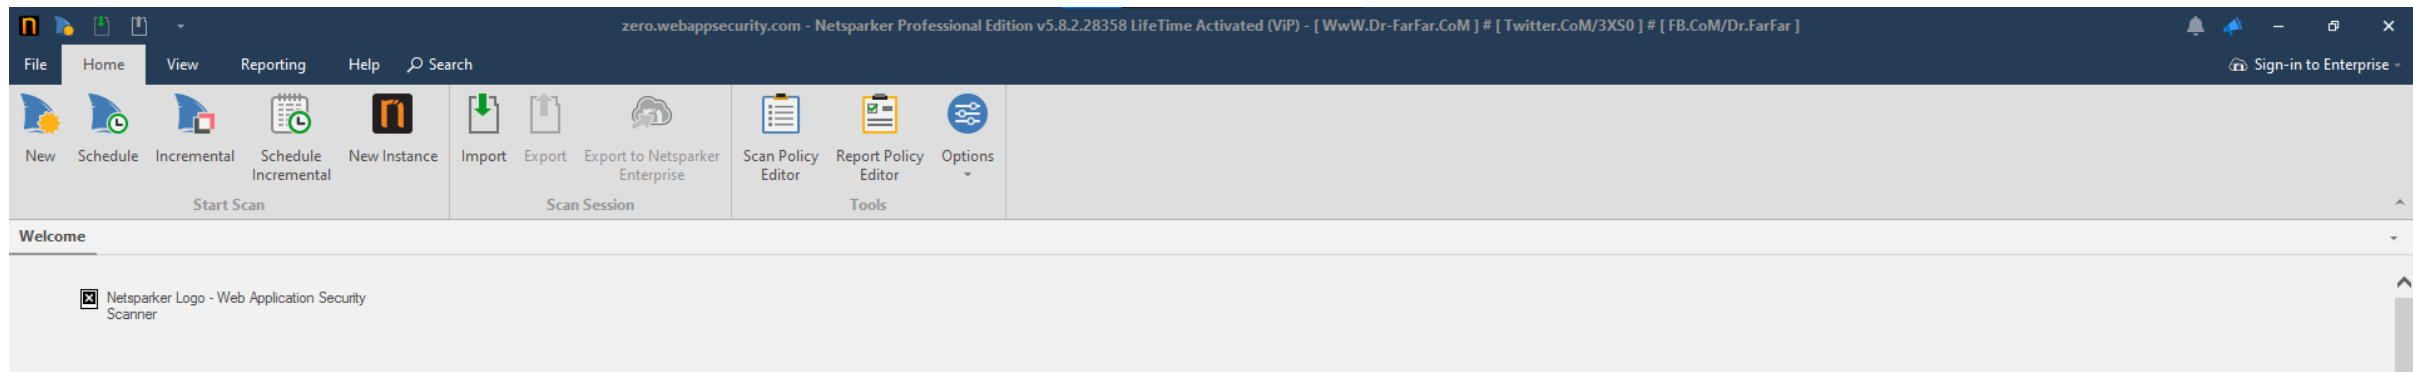 zero.webappsecurity.com - Netsparker Professional Edition v5.8.2.28358 LifeTime Activated (ViP) - [ WwW.Dr-FarFar.CoM ] # [ Twitter.CoM/3XS0 ] # [ FB.CoM/Dr.FarFar ]
File Home View Reporting Help Search Sign-in to Enterprise
New Schedule Incremental Schedule New Instance Import Export Export to Netsparker Scan Policy Report Policy Options
Incremental Enterprise Editor Editor
Start Scan Scan Session Tools
Welcome
Netsparker Logo - Web Application Security
Scanner